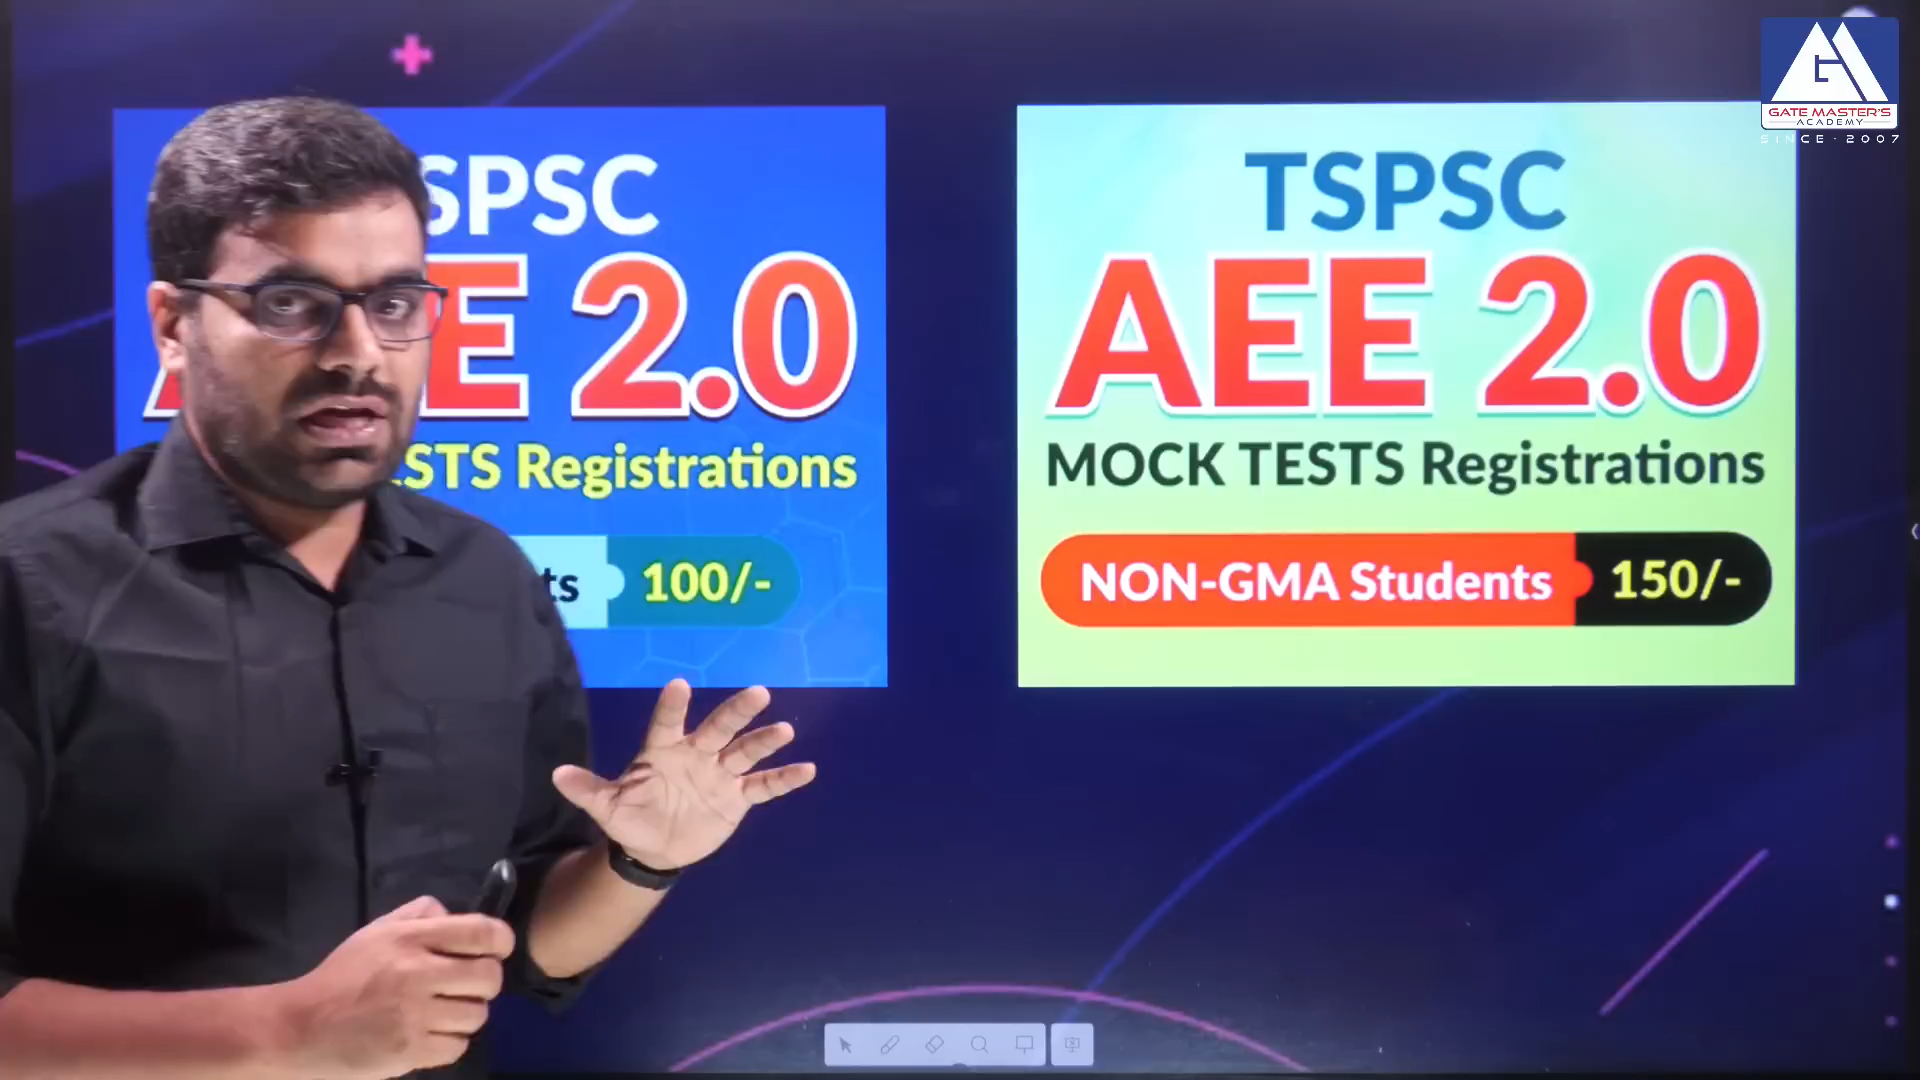 SPSC
E 2.0
STS Registrations
ts 100/-
TSPSC
AEE 2.0
MOCK TESTS Registrations
NON-GMA Students 150/-
GATE MASTER'S
ACADEMY
SINCE - 2007